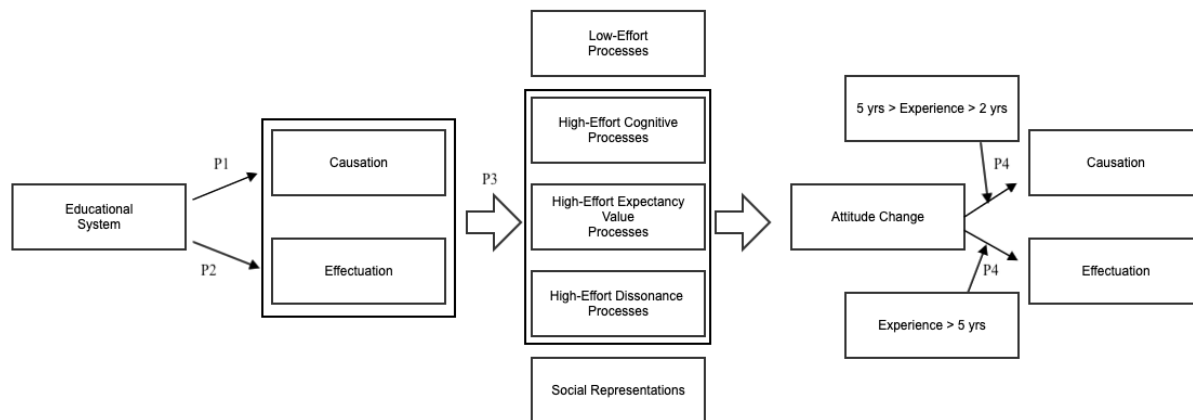 Educational
System
P1
P2
Causation
Effectuation
P3
Low-Effort
Processes
High-Effort Cognitive
Processes
High-Effort Expectancy
Value
Processes
High-Effort Dissonance
Processes
Social Representations
Attitude Change
5 yrs > Experience > 2 yrs
P4
P4
Experience > 5 yrs
Causation
Effectuation